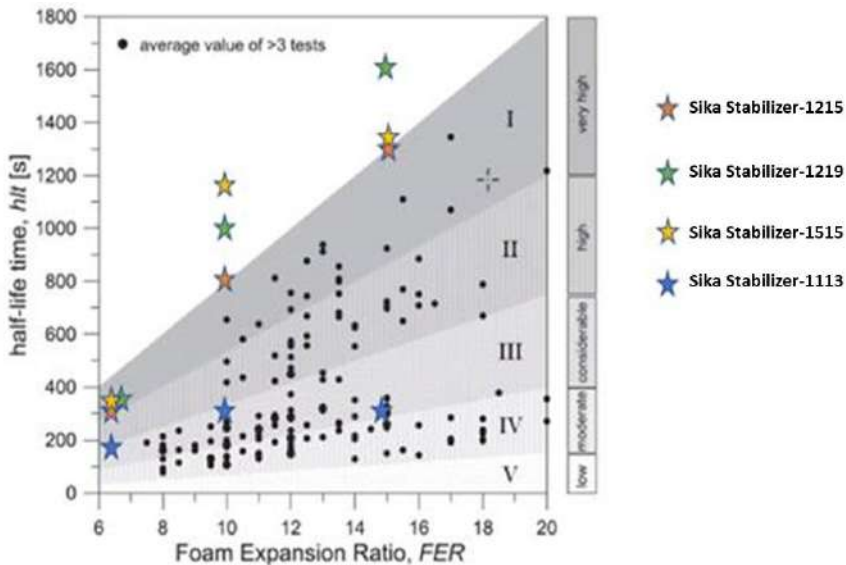 1800
1600
1400
1200
1000
800
600
400
200
0
half-life time, hlt [s]
average value of >3 tests
I
II
III
IV
V
very high
high
considerable
moderate
low
6
8
10
12
14
16
18
20
Foam Expansion Ratio, FER
Sika Stabilizer-1215
Sika Stabilizer-1219
Sika Stabilizer-1515
Sika Stabilizer-1113